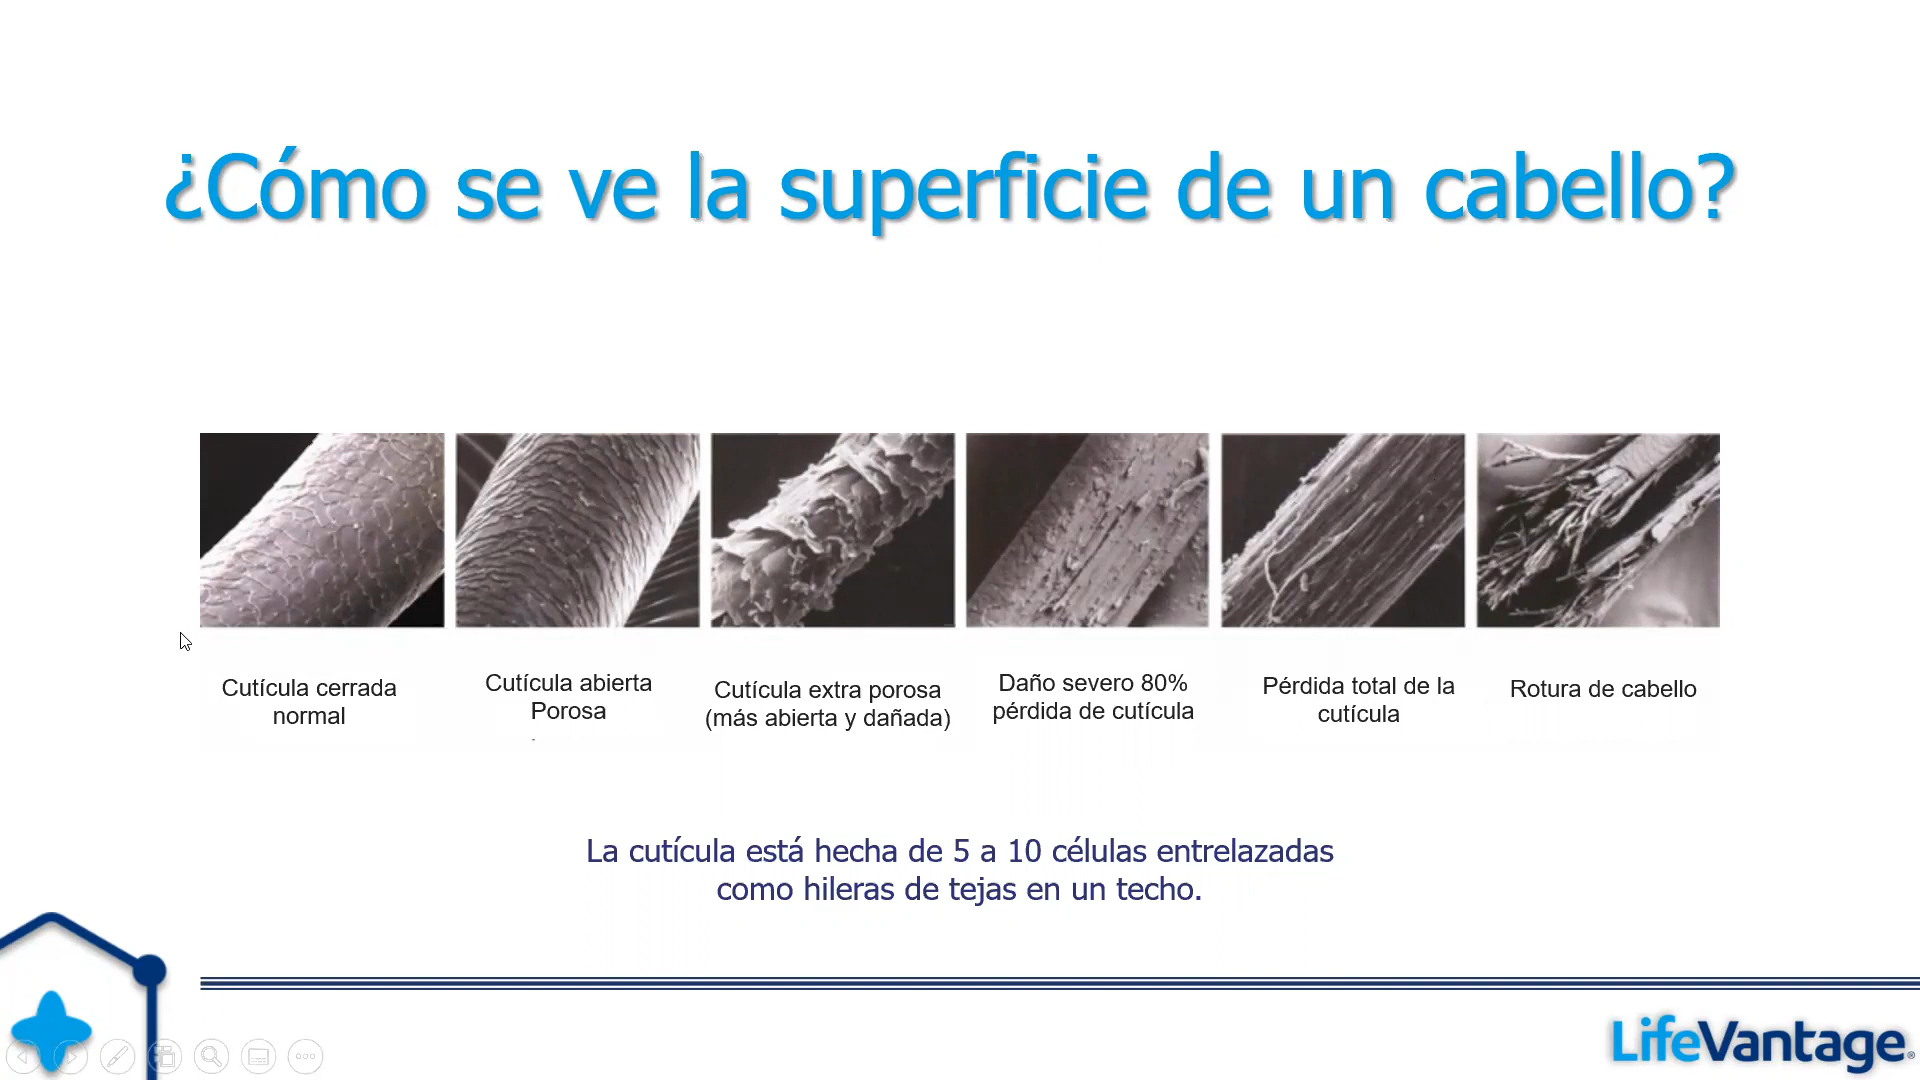 ¿Cómo se ve la superficie de un cabello?
Cutícula cerrada
normal
Cutícula abierta
Porosa
Cutícula extra porosa
(más abierta y dañada)
Daño severo 80%
pérdida de cutícula
Pérdida total de la
cutícula
Rotura de cabello
La cutícula está hecha de 5 a 10 células entrelazadas
como hileras de tejas en un techo.
LifeVantage®